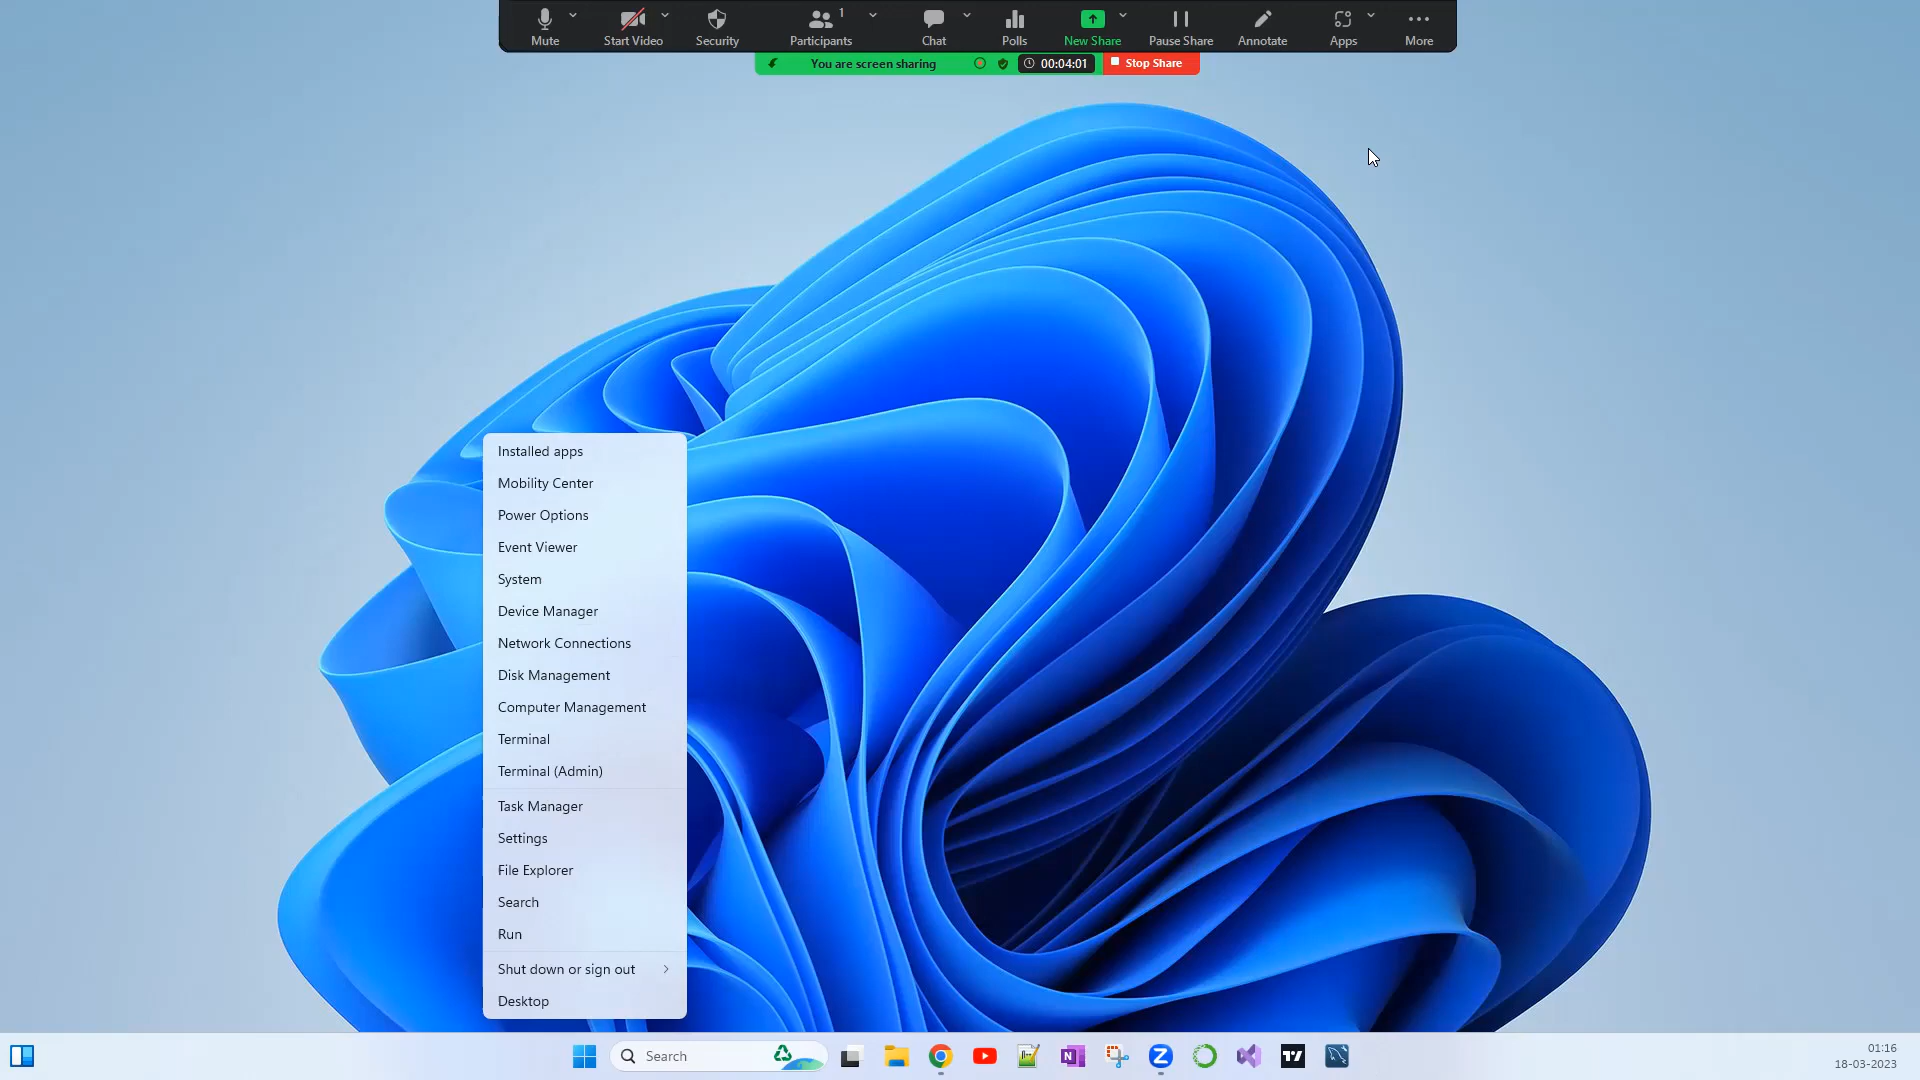 Mute
Start Video
Security
Participants
1
Chat
Polls
New Share
Pause Share
Annotate
Apps
More
You are screen sharing
00:04:01
Stop Share
Installed apps
Mobility Center
Power Options
Event Viewer
System
Device Manager
Network Connections
Disk Management
Computer Management
Terminal
Terminal (Admin)
Task Manager
Settings
File Explorer
Search
Run
Shut down or sign out
Desktop
Search
01:16
18-03-2023